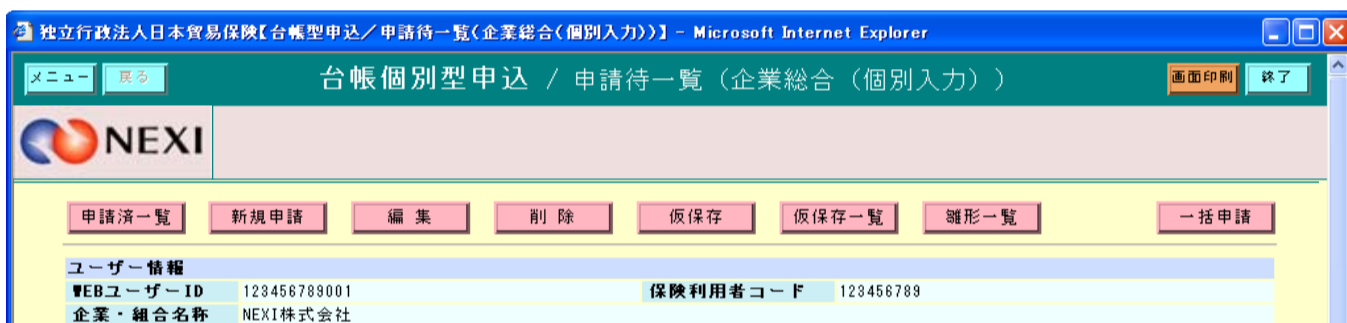 独立行政法人日本貿易保険【台帳型申込／申請待一覧(企業総合(個別入力))】 - Microsoft Internet Explorer
メニュー 戻る 台帳個別型申込 / 申請待一覧（企業総合（個別入力）） 画面印刷 終了
NEXI
申請済一覧 新規申請 編集 削除 仮保存 仮保存一覧 雛形一覧 一括申請
ユーザー情報
WEBユーザーID 123456789001 保険利用者コード 123456789
企業・組合名称 NEXI株式会社